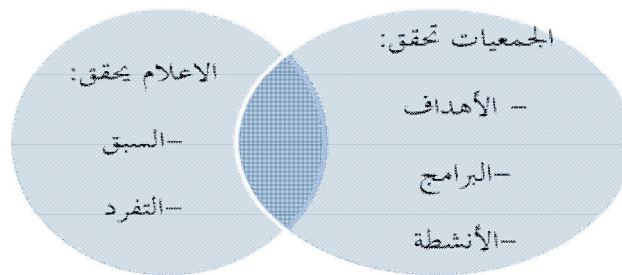 الجمعيات تحقق:
- الأهداف
-البرامج
-الأنشطة
الاعلام يحقق:
-السبق
-التفرد